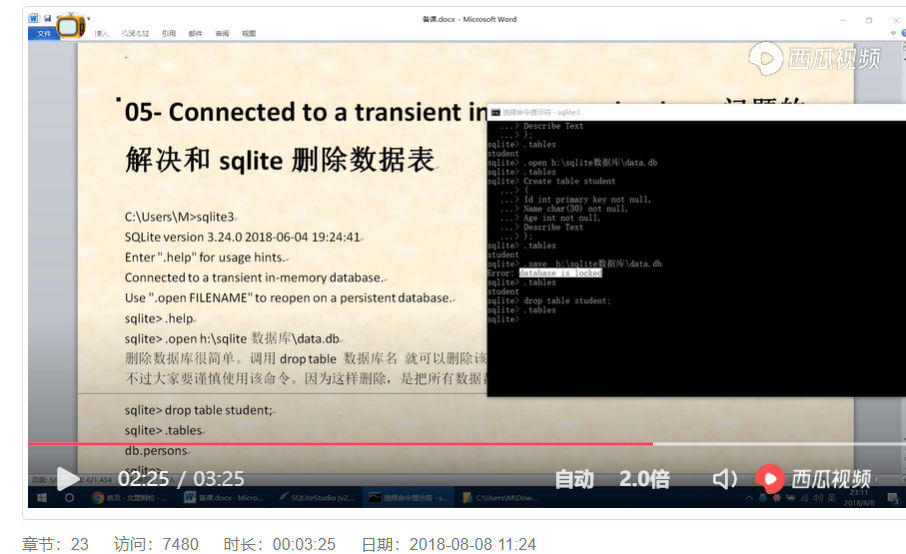 备课.docx - Microsoft Word
文件 插入 页面布局 引用 邮件 审阅 视图
西瓜视频
05- Connected to a transient in
解决和 sqlite 删除数据表
C:\Users\M>sqlite3
SQLite version 3.24.0 2018-06-04 19:24:41
Enter ".help" for usage hints.
Connected to a transient in-memory database.
Use ".open FILENAME" to reopen on a persistent database.
sqlite> .help
sqlite> .open h:\sqlite 数据库\data.db
删除数据库很简单。调用 drop table 数据库名 就可以删除该
不过大家要谨慎使用该命令。因为这样删除，是把所有数据
sqlite> drop table student;
sqlite> .tables
db.persons
sqlite>
问题的
选择命令提示符 - sqlite3
...> Describe Text
...> );
sqlite> .tables
student
sqlite> .open h:\sqlite数据库\data.db
sqlite> .tables
sqlite> Create table student
...> (
...> Id int primary key not null,
...> Name char(30) not null,
...> Age int not null,
...> Describe Text
...> );
sqlite> .tables
student
sqlite> .save h:\sqlite数据库\data.db
Error: database is locked
sqlite> .tables
student
sqlite> drop table student;
sqlite> .tables
sqlite>
02:25 / 03:25
自动 2.0倍 西瓜视频
备课.docx - Micro...
SQLiteStudio (v2....
选择命令提示符 - s...
C:\Users\M\Dow...
23:11
2018/8/8
章节：23 访问：7480 时长：00:03:25 日期：2018-08-08 11:24